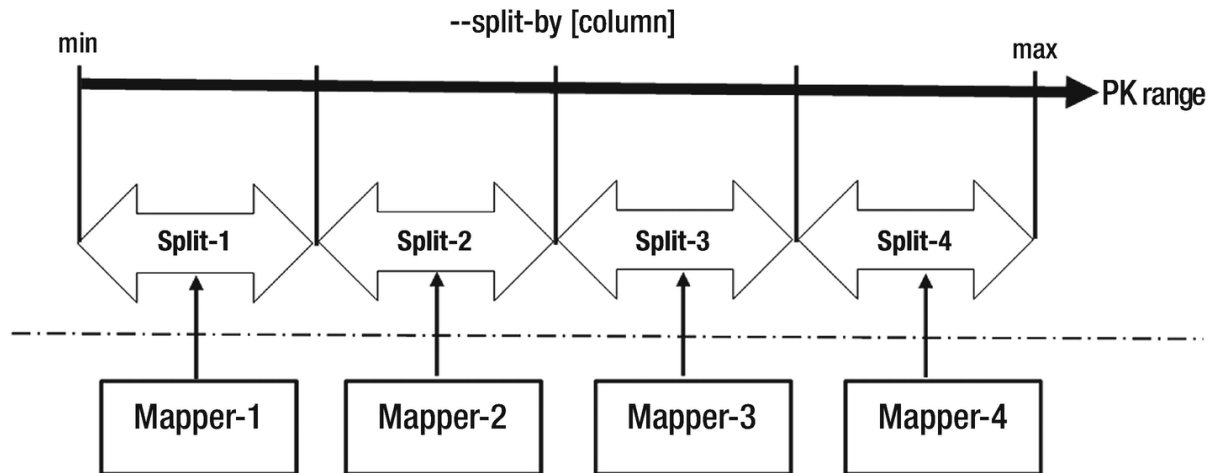 --split-by [column]
min
max
PK range
Split-1
Split-2
Split-3
Split-4
Mapper-1
Mapper-2
Mapper-3
Mapper-4